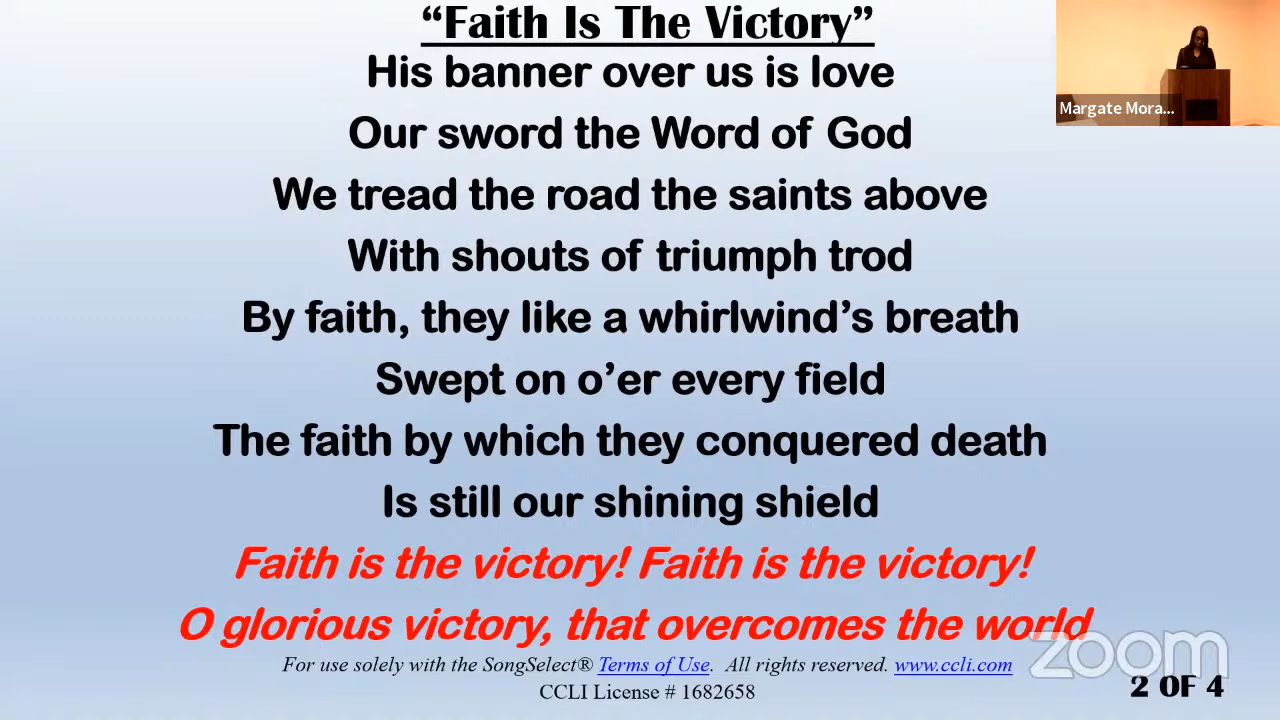 “Faith Is The Victory”
His banner over us is love
Our sword the Word of God
We tread the road the saints above
With shouts of triumph trod
By faith, they like a whirlwind’s breath
Swept on o’er every field
The faith by which they conquered death
Is still our shining shield
Faith is the victory! Faith is the victory!
O glorious victory, that overcomes the world
For use solely with the SongSelect® Terms of Use.  All rights reserved. www.ccli.com
CCLI License # 1682658
2 OF 4
zoom
Margate Mora...